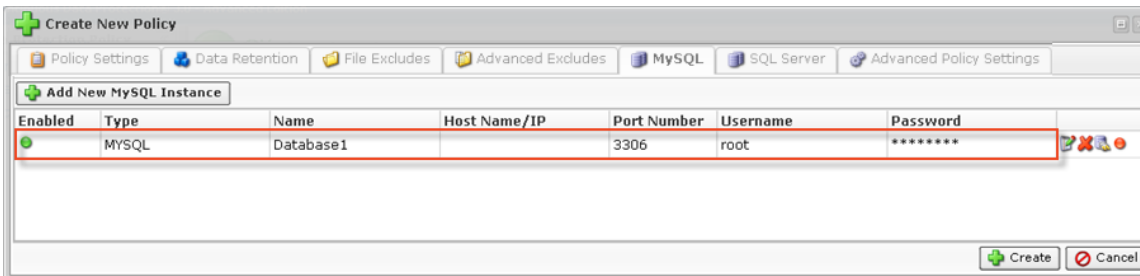 Create New Policy
Policy Settings Data Retention File Excludes Advanced Excludes MySQL SQL Server Advanced Policy Settings
Add New MySQL Instance
Enabled Type Name Host Name/IP Port Number Username Password
MYSQL Database1 3306 root ********
Create Cancel